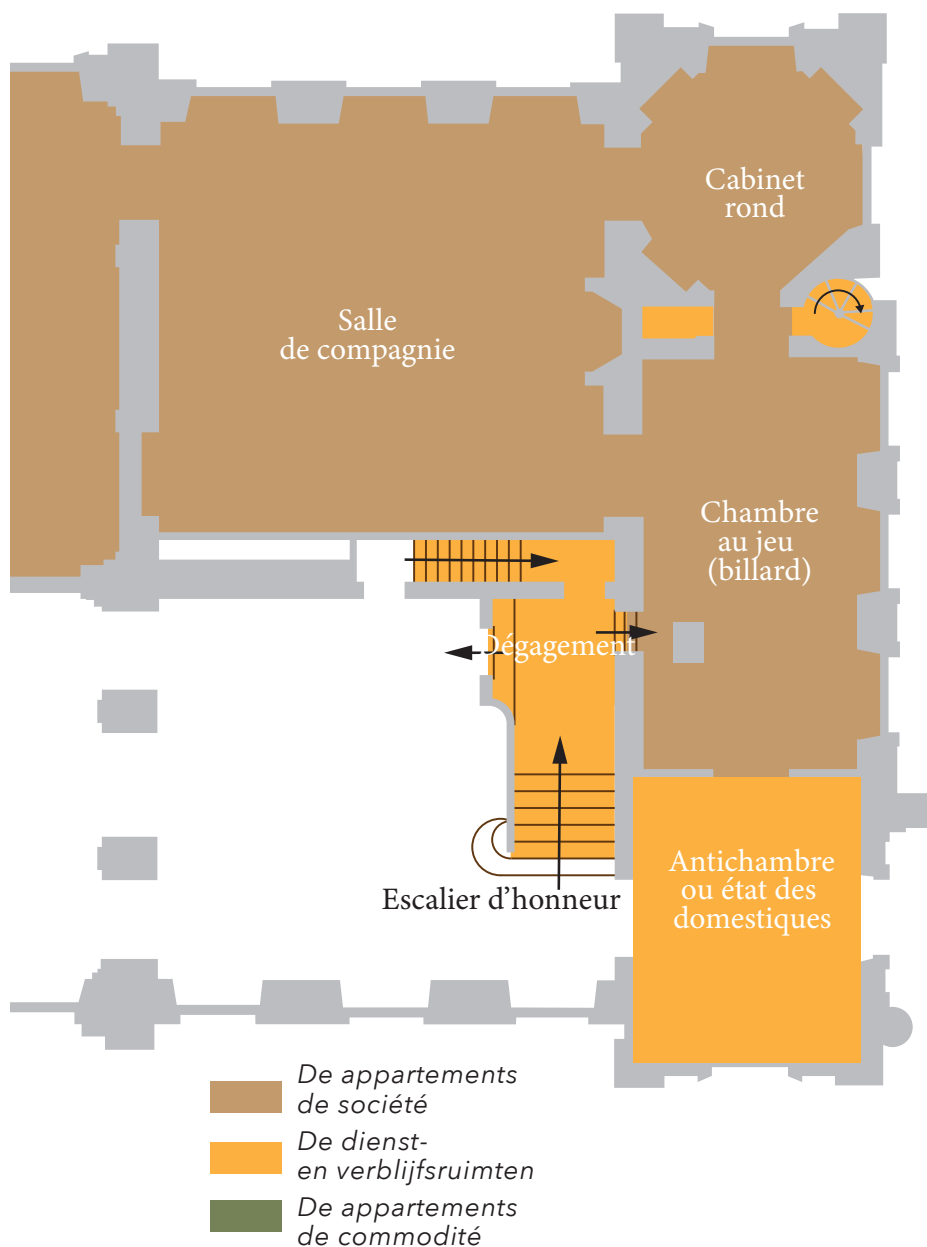 Cabinet
rond
Salle
de compagnie
Chambre
au jeu
(billard)
Dégagement
Antichambre
ou état des
domestiques
Escalier d'honneur
De appartements
de société
De dienst-
en verblijfsruimten
De appartements
de commodité